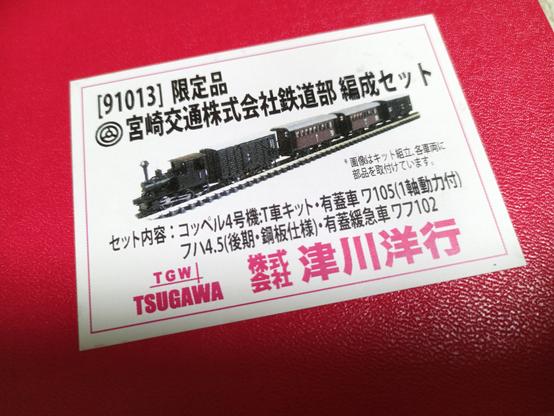 [91013] 限定品
宮崎交通株式会社鉄道部 編成セット
*画像はキット組立、各車両に
部品を取付けています。
セット内容：コッペル4号機:T車キット・有蓋車 ワ105(1軸動力付)
フハ4.5(後期・鋼板仕様)・有蓋緩急車 ワフ102
TGW
TSUGAWA
株式会社 津川洋行